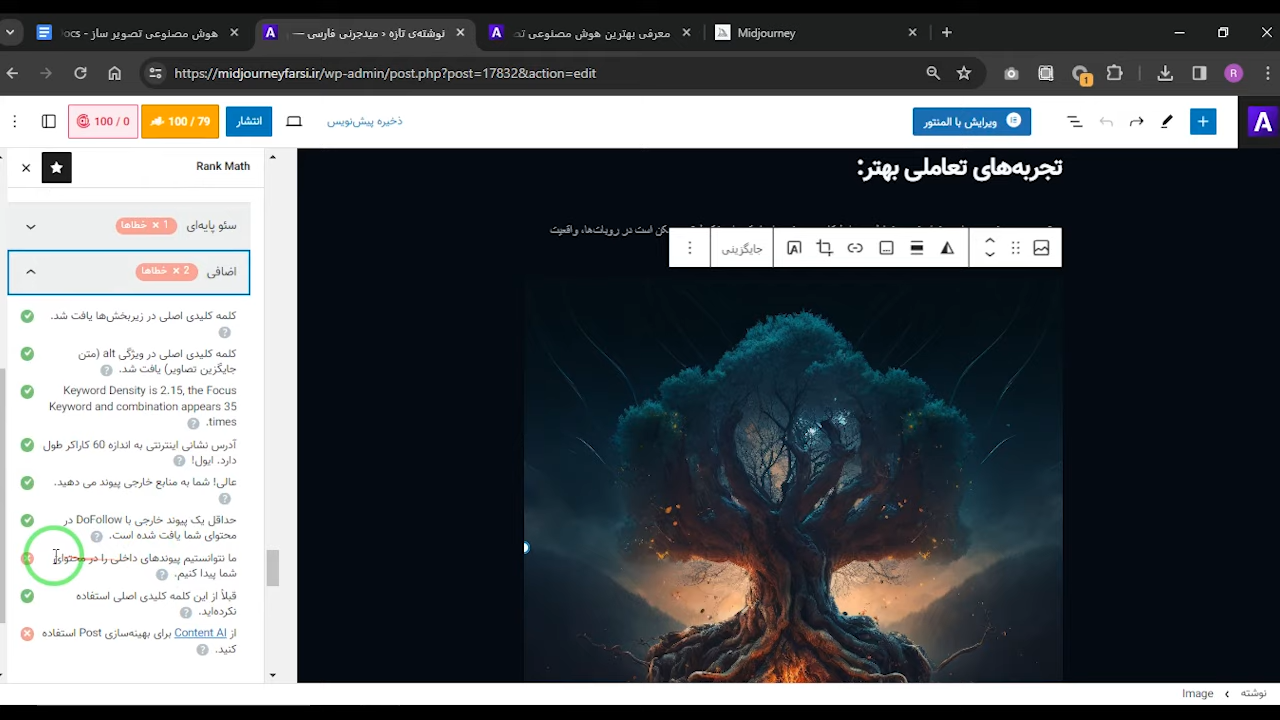 هوش مصنوعی تصویر ساز - Docs
نوشته‌ی تازه ‹ میدجرنی فارسی —
معرفی بهترین هوش مصنوعی
Midjourney
https://midjourneyfarsi.ir/wp-admin/post.php?post=17832&action=edit
R
1
100 / 0
100 / 79
انتشار
ذخیره پیش‌نویس
ویرایش با المنتور
Rank Math
سئو پایه‌ای
1 × خطاها
اضافی
2 × خطاها
کلمه کلیدی اصلی در زیربخش‌ها یافت شد.
کلمه کلیدی اصلی در ویژگی alt (متن
جایگزین تصاویر) یافت شد.
Keyword Density is 2.15, the Focus
Keyword and combination appears 35
times.
آدرس نشانی اینترنتی به اندازه 60 کاراکر طول
دارد. ایول!
عالی! شما به منابع خارجی پیوند می دهید.
حداقل یک پیوند خارجی با DoFollow در
محتوای شما یافت شده است.
ما نتوانستیم پیوندهای داخلی را در محتوای
شما پیدا کنیم.
قبلاً از این کلمه کلیدی اصلی استفاده
نکرده‌اید.
از Content AI برای بهینه‌سازی Post استفاده
کنید.
تجربه‌های تعاملی بهتر:
ممکن است در روبات‌ها، واقعیت
جایگزینی
نوشته ‹ Image